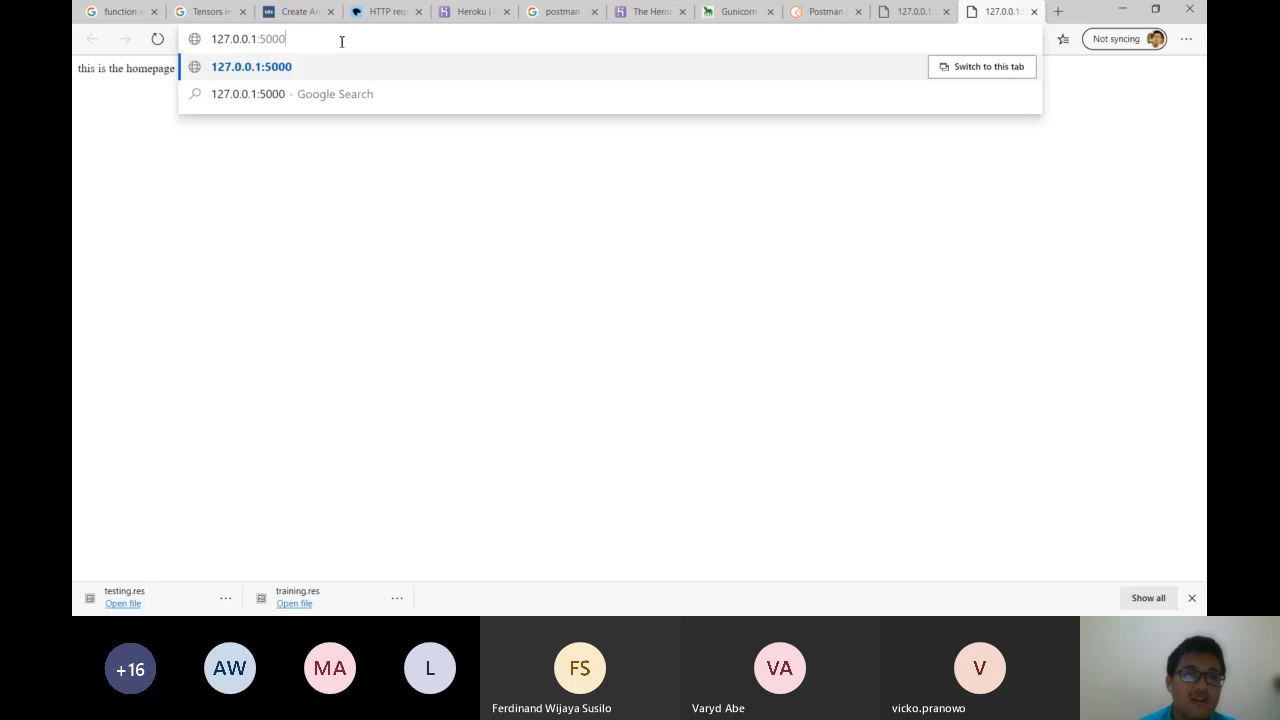 function a
Tensors in
Create An
HTTP req
Heroku |
postman
The Hero
Gunicorn
Postman
127.0.0.1:
127.0.0.1:5
127.0.0.1:5000
Not syncing
this is the homepage
127.0.0.1:5000
Switch to this tab
127.0.0.1:5000 - Google Search
testing.res
Open file
training.res
Open file
Show all
+16
AW
MA
L
FS
VA
V
Ferdinand Wijaya Susilo
Varyd Abe
vicko.pranowo